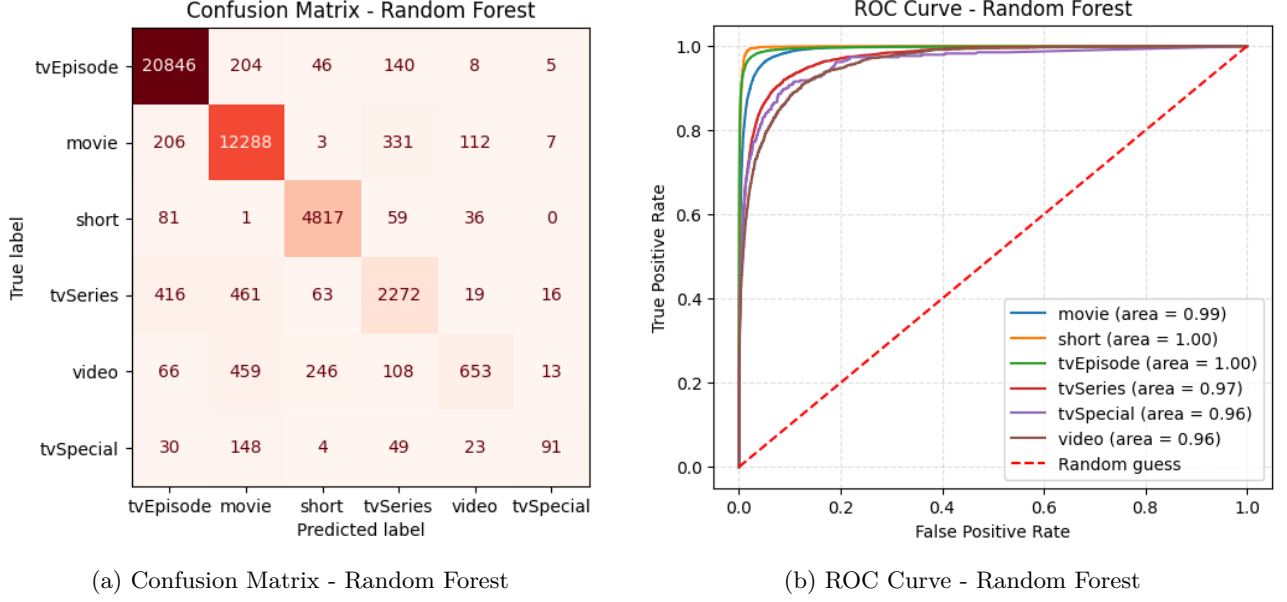 Confusion Matrix - Random Forest
True label
tvEpisode 20846 204 46 140 8 5
movie 206 12288 3 331 112 7
short 81 1 4817 59 36 0
tvSeries 416 461 63 2272 19 16
video 66 459 246 108 653 13
tvSpecial 30 148 4 49 23 91
tvEpisode movie short tvSeries video tvSpecial
Predicted label
(a) Confusion Matrix - Random Forest
ROC Curve - Random Forest
True Positive Rate
1.0
0.8
0.6
0.4
0.2
0.0
movie (area = 0.99)
short (area = 1.00)
tvEpisode (area = 1.00)
tvSeries (area = 0.97)
tvSpecial (area = 0.96)
video (area = 0.96)
Random guess
0.0 0.2 0.4 0.6 0.8 1.0
False Positive Rate
(b) ROC Curve - Random Forest